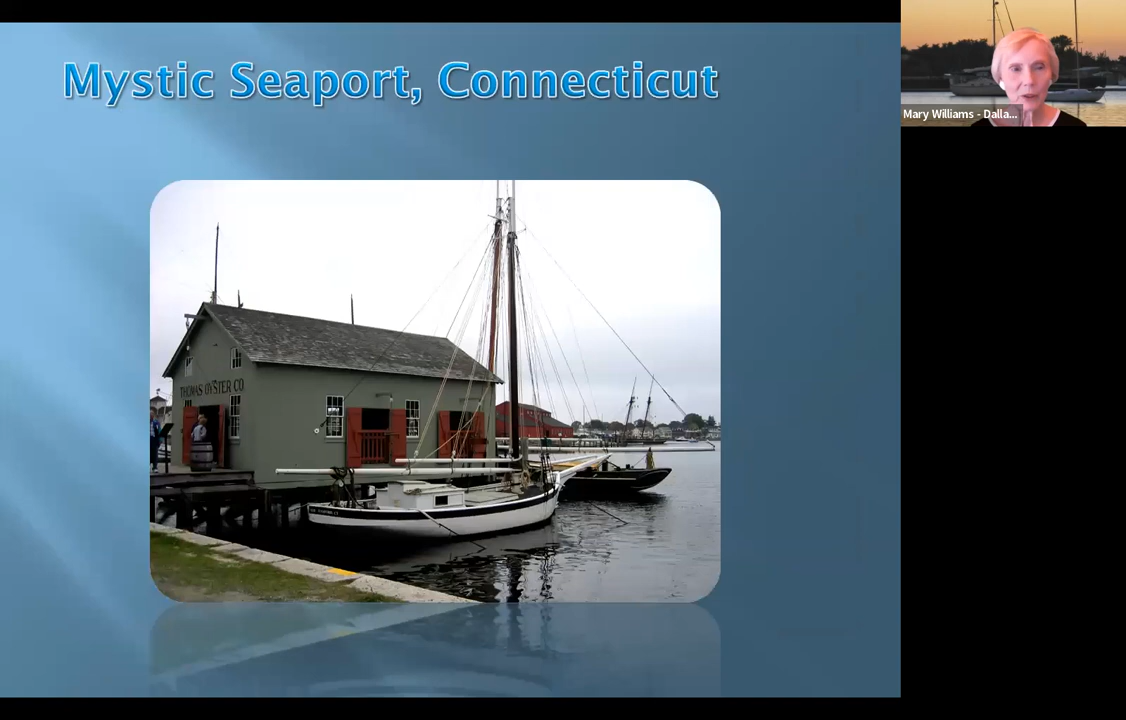 Mystic Seaport, Connecticut
Mary Williams - Dalla...
THOMAS OYSTER CO.